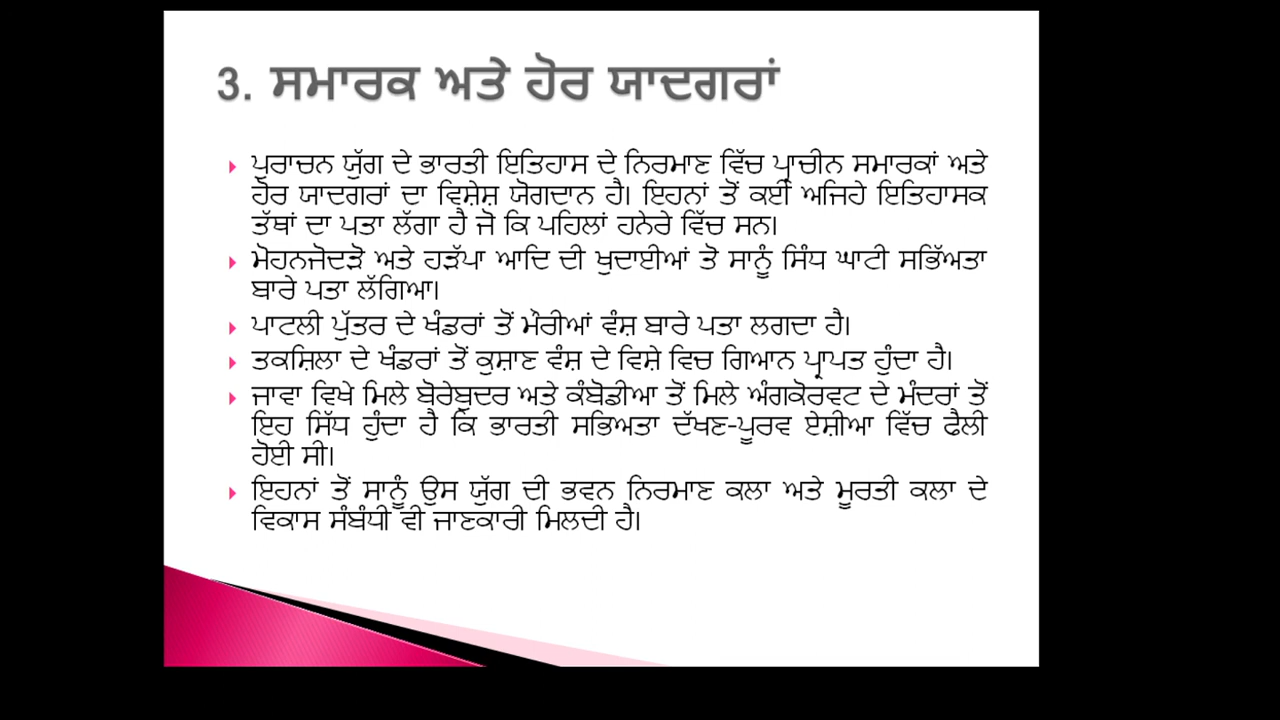 3. ਸਮਾਰਕ ਅਤੇ ਹੋਰ ਯਾਦਗਰਾਂ
ਪੁਰਾਚਨ ਯੁੱਗ ਦੇ ਭਾਰਤੀ ਇਤਿਹਾਸ ਦੇ ਨਿਰਮਾਣ ਵਿੱਚ ਪ੍ਰਾਚੀਨ ਸਮਾਰਕਾਂ ਅਤੇ
ਹੋਰ ਯਾਦਗਰਾਂ ਦਾ ਵਿਸ਼ੇਸ਼ ਯੋਗਦਾਨ ਹੈ। ਇਹਨਾਂ ਤੋਂ ਕਈ ਅਜਿਹੇ ਇਤਿਹਾਸਕ
ਤੱਥਾਂ ਦਾ ਪਤਾ ਲੱਗਾ ਹੈ ਜੋ ਕਿ ਪਹਿਲਾਂ ਹਨੇਰੇ ਵਿੱਚ ਸਨ।
ਮੋਹਨਜੋਦੜੋ ਅਤੇ ਹੜੱਪਾ ਆਦਿ ਦੀ ਖੁਦਾਈਆਂ ਤੋ ਸਾਨੂੰ ਸਿੰਧ ਘਾਟੀ ਸਭਿੱਅਤਾ
ਬਾਰੇ ਪਤਾ ਲੱਗਿਆ।
ਪਾਟਲੀ ਪੁੱਤਰ ਦੇ ਖੰਡਰਾਂ ਤੋਂ ਮੌਰੀਆਂ ਵੰਸ਼ ਬਾਰੇ ਪਤਾ ਲਗਦਾ ਹੈ।
ਤਕਸ਼ਿਲਾ ਦੇ ਖੰਡਰਾਂ ਤੋਂ ਕੁਸ਼ਾਣ ਵੰਸ਼ ਦੇ ਵਿਸ਼ੇ ਵਿਚ ਗਿਆਨ ਪ੍ਰਾਪਤ ਹੁੰਦਾ ਹੈ।
ਜਾਵਾ ਵਿਖੇ ਮਿਲੇ ਬੋਰੇਬੁਦਰ ਅਤੇ ਕੰਬੋਡੀਆ ਤੋਂ ਮਿਲੇ ਅੰਗਕੋਰਵਟ ਦੇ ਮੰਦਰਾਂ ਤੋਂ
ਇਹ ਸਿੱਧ ਹੁੰਦਾ ਹੈ ਕਿ ਭਾਰਤੀ ਸਭਿਅਤਾ ਦੱਖਣ-ਪੂਰਵ ਏਸ਼ੀਆ ਵਿੱਚ ਫੈਲੀ
ਹੋਈ ਸੀ।
ਇਹਨਾਂ ਤੋਂ ਸਾਨੂੰ ਉਸ ਯੁੱਗ ਦੀ ਭਵਨ ਨਿਰਮਾਣ ਕਲਾ ਅਤੇ ਮੂਰਤੀ ਕਲਾ ਦੇ
ਵਿਕਾਸ ਸੰਬੰਧੀ ਵੀ ਜਾਣਕਾਰੀ ਮਿਲਦੀ ਹੈ।